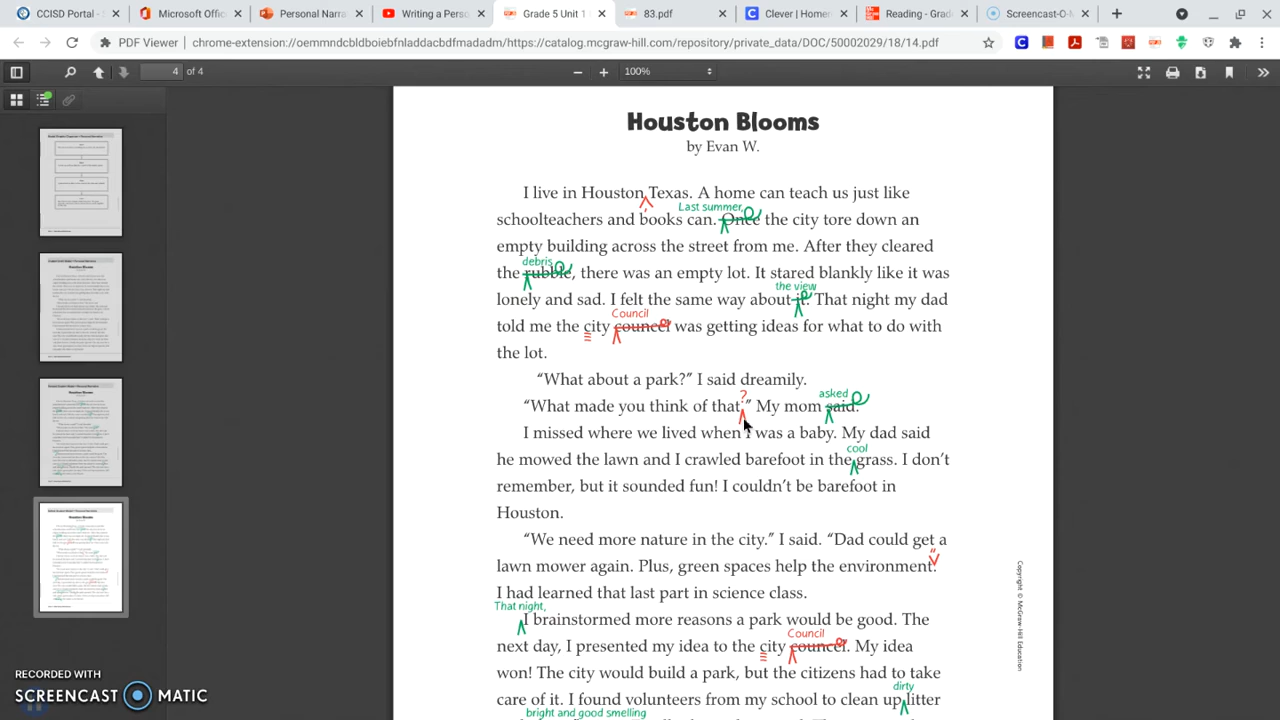 CCISD Po
Microsoft Offic
Personal Narra
Writing a Perso
Grade 5 Unit 1
83.pdf
Clever | Homer
Reading - Grad
Screencast-O-M
PDF Viewer | chrome-extension://
https://catalog.mcgraw-hill.com/repository/private_data/DOC/50002029/18/14.pdf
4 of 4
100%
Houston Blooms
by Evan W.
I live in Houston, Texas. A home can teach us just like
Last summer,
schoolteachers and books can. Once the city tore down an
empty building across the street from me. After they cleared
debris
the rubble, there was an empty lot. It stared blankly like it was
the view
lonely and sad. I felt the same way about it. That night my dad
Council
told me the city councel was getting ideas for what to do with
the lot.
“What about a park?” I said dreamily.
? asked
“What made you think of that.” My mom said.
I missed where we lived when I was a baby. My dad said
cool
he mowed the lawn and I crawled barefoot in the grass. I don’t
remember, but it sounded fun! I couldn’t be barefoot in
Houston.
“We need more nature in the city,” I said. “Dad could get a
lawn mower again. Plus, green spaces help the environment.
I had learned that last part in science class.
That night,
I brainstormed more reasons a park would be good. The
Council
next day, I presented my idea to the city councel. My idea
won! The city would build a park, but the citizens had to take
dirty
care of it. I found volunteers from my school to clean up litter
bright and good smelling
Copyright © McGraw-Hill Education
RECORDED WITH
SCREENCAST MATIC